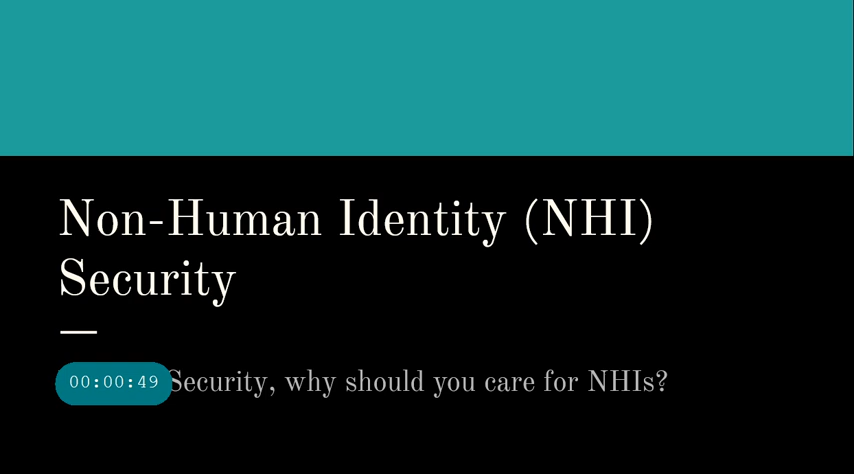 Non-Human Identity (NHI)
Security
00:00:49 Security, why should you care for NHIs?